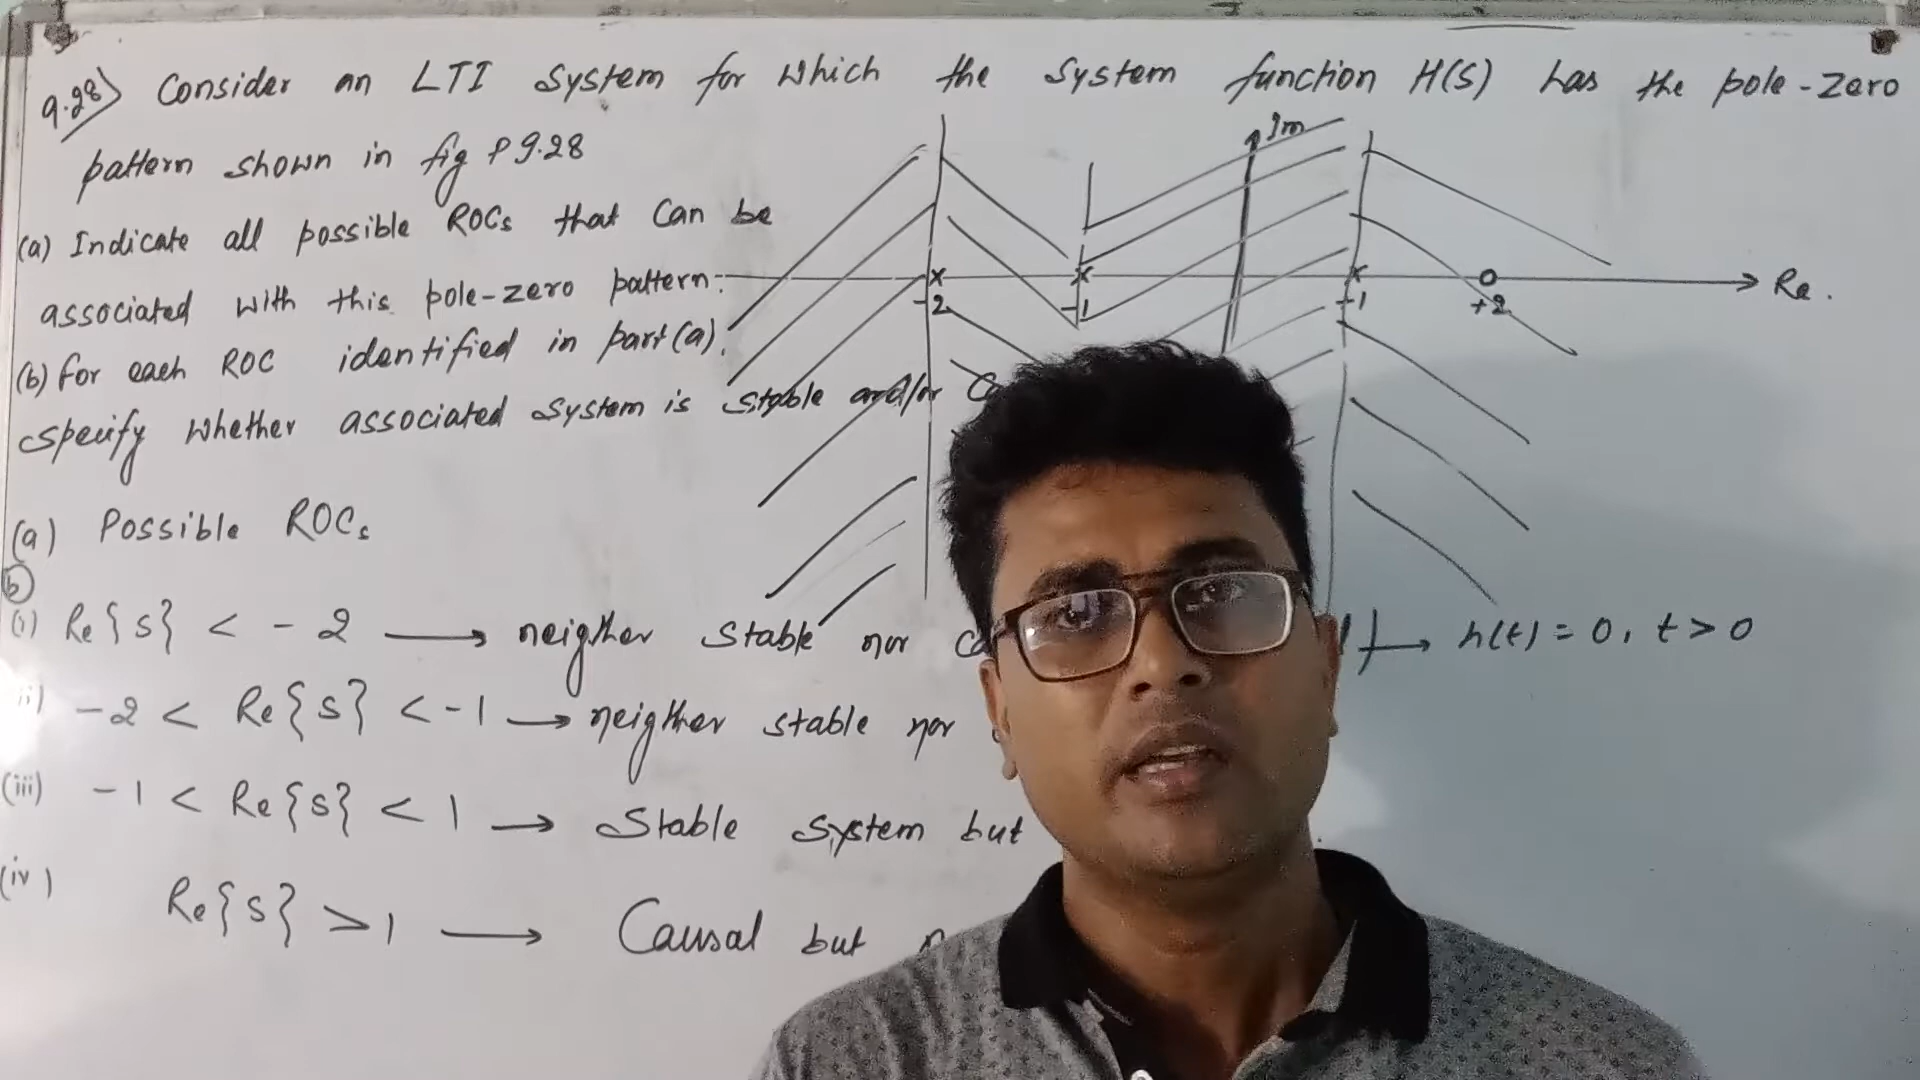 9.28) Consider an LTI system for which the system function H(s) has the pole-zero
pattern shown in fig P 9.28
(a) Indicate all possible ROCs that can be
associated with this pole-zero pattern.
(b) for each ROC identified in part (a),
specify whether associated system is stable and/or
Im
Re.
-2 -1 +1 +2
(a) Possible ROCs
(b)
(i) Re{s} < -2 → neigther stable nor → h(t) = 0, t > 0
(ii) -2 < Re{s} < -1 → neigther stable nor
(iii) -1 < Re{s} < 1 → Stable system but
(iv) Re{s} > 1 → Causal but